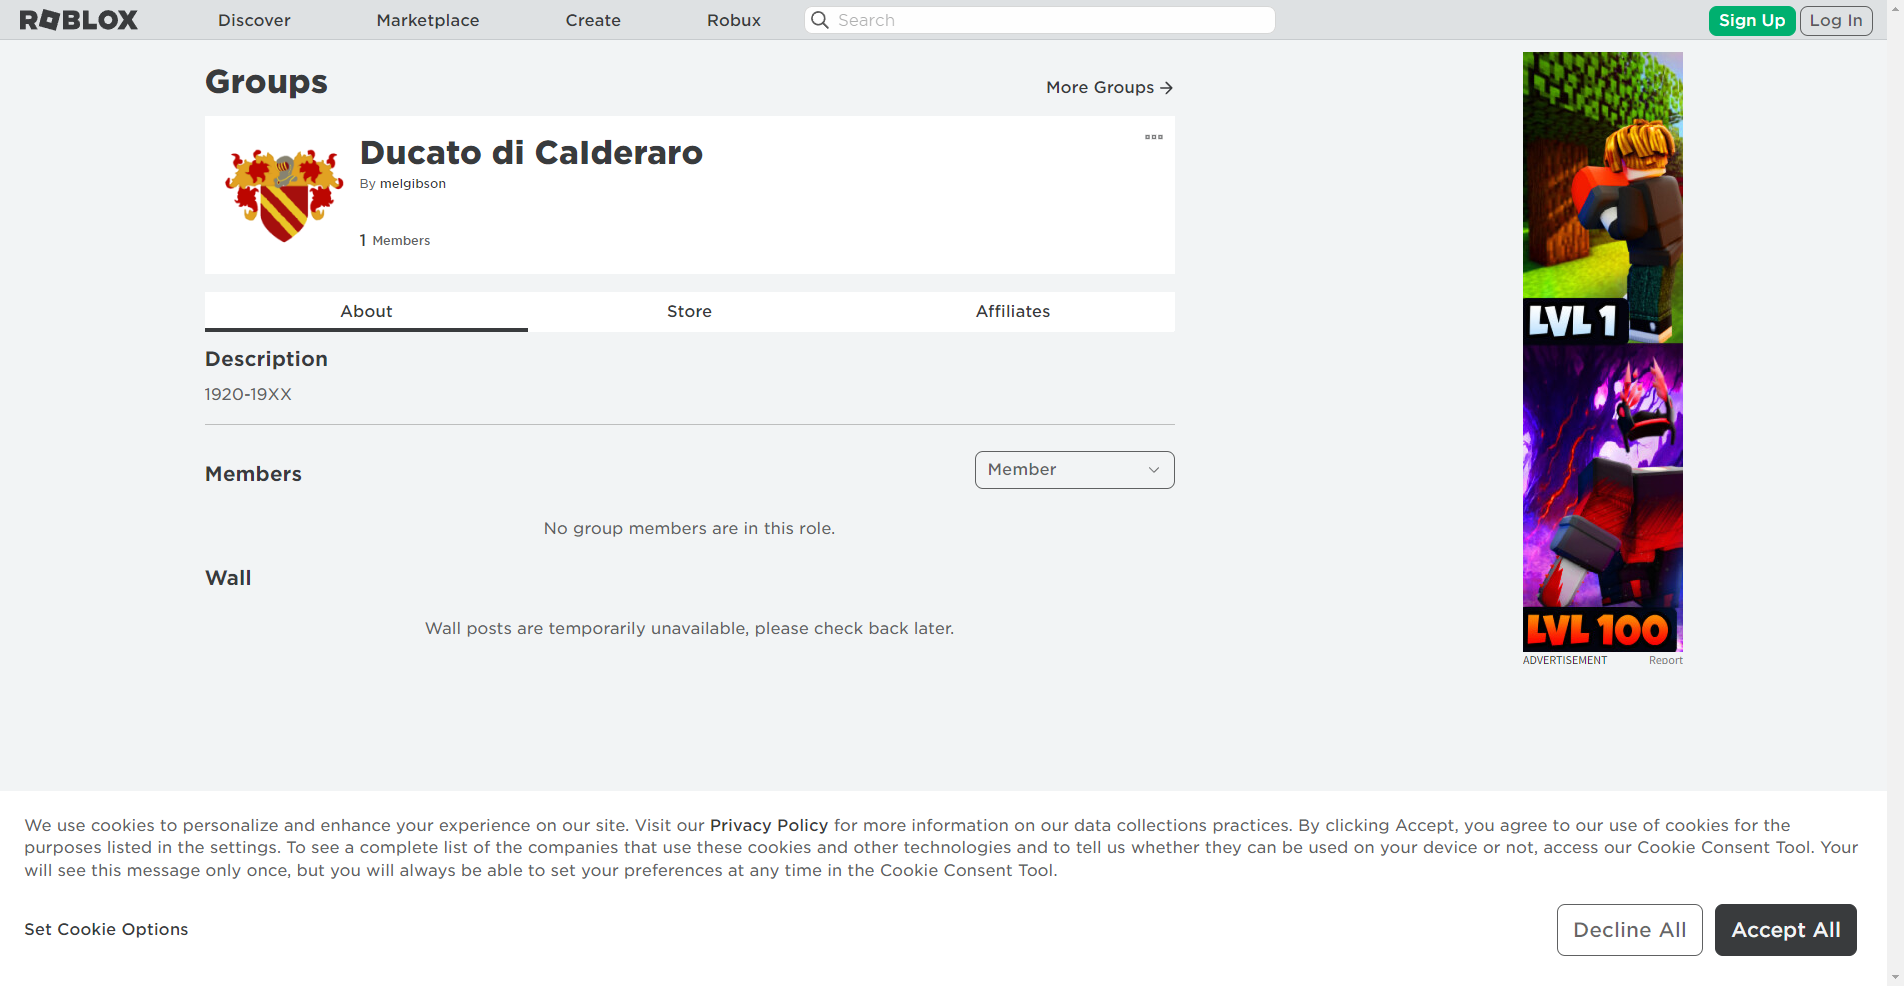 ROBLOX
Discover
Marketplace
Create
Robux
Search
Sign Up
Log In
Groups
More Groups
Ducato di Calderaro
By melgibson
1 Members
About
Store
Affiliates
Description
1920-19XX
Members
Member
No group members are in this role.
Wall
Wall posts are temporarily unavailable, please check back later.
LVL 1
LVL 100
ADVERTISEMENT
Report
We use cookies to personalize and enhance your experience on our site. Visit our Privacy Policy for more information on our data collections practices. By clicking Accept, you agree to our use of cookies for the
purposes listed in the settings. To see a complete list of the companies that use these cookies and other technologies and to tell us whether they can be used on your device or not, access our Cookie Consent Tool. Your
will see this message only once, but you will always be able to set your preferences at any time in the Cookie Consent Tool.
Set Cookie Options
Decline All
Accept All